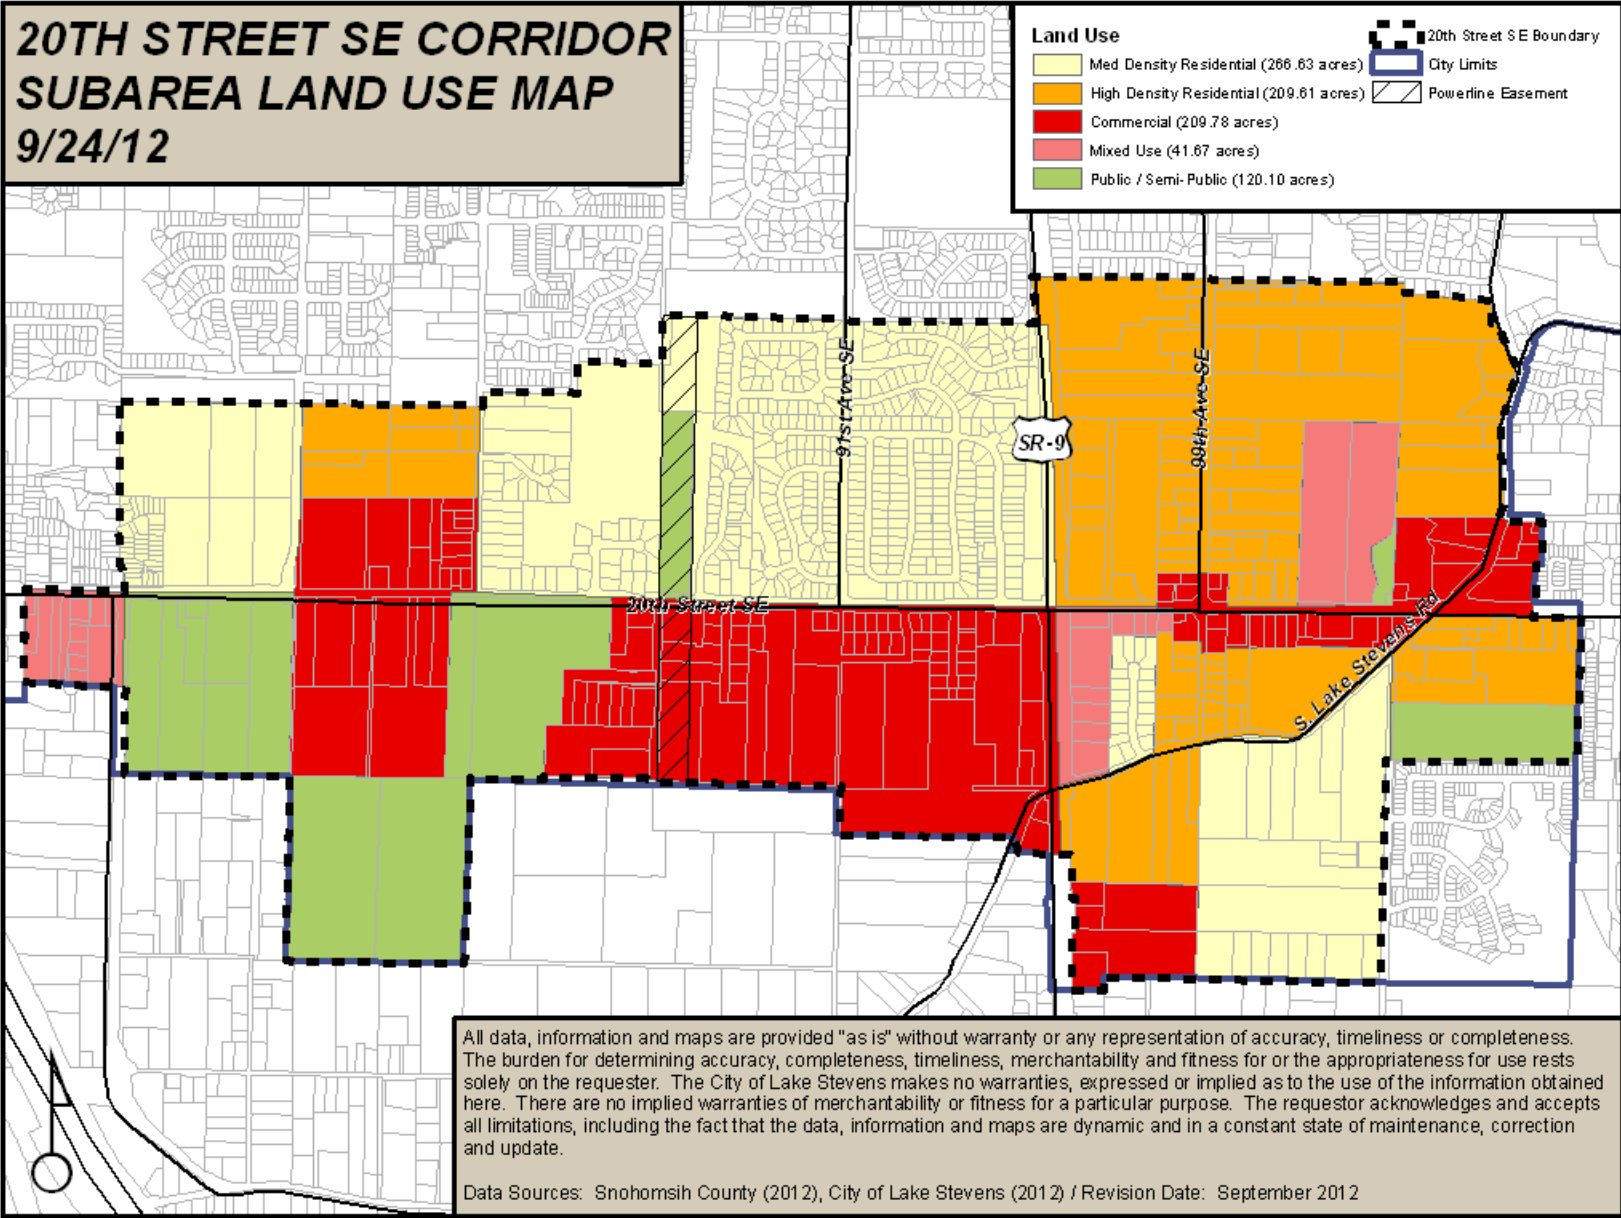 20TH STREET SE CORRIDOR
SUBAREA LAND USE MAP
9/24/12
Land Use
Med Density Residential (266.63 acres)
High Density Residential (209.61 acres)
Commercial (209.78 acres)
Mixed Use (41.67 acres)
Public / Semi-Public (120.10 acres)
20th Street SE Boundary
City Limits
Powerline Easement
91st Ave SE
SR-9
99th Ave SE
20th Street SE
S. Lake Stevens Rd
All data, information and maps are provided "as is" without warranty or any representation of accuracy, timeliness or completeness.
The burden for determining accuracy, completeness, timeliness, merchantability and fitness for or the appropriateness for use rests
solely on the requester.  The City of Lake Stevens makes no warranties, expressed or implied as to the use of the information obtained
here.  There are no implied warranties of merchantability or fitness for a particular purpose.  The requestor acknowledges and accepts
all limitations, including the fact that the data, information and maps are dynamic and in a constant state of maintenance, correction
and update.
Data Sources:  Snohomsih County (2012), City of Lake Stevens (2012) / Revision Date:  September 2012